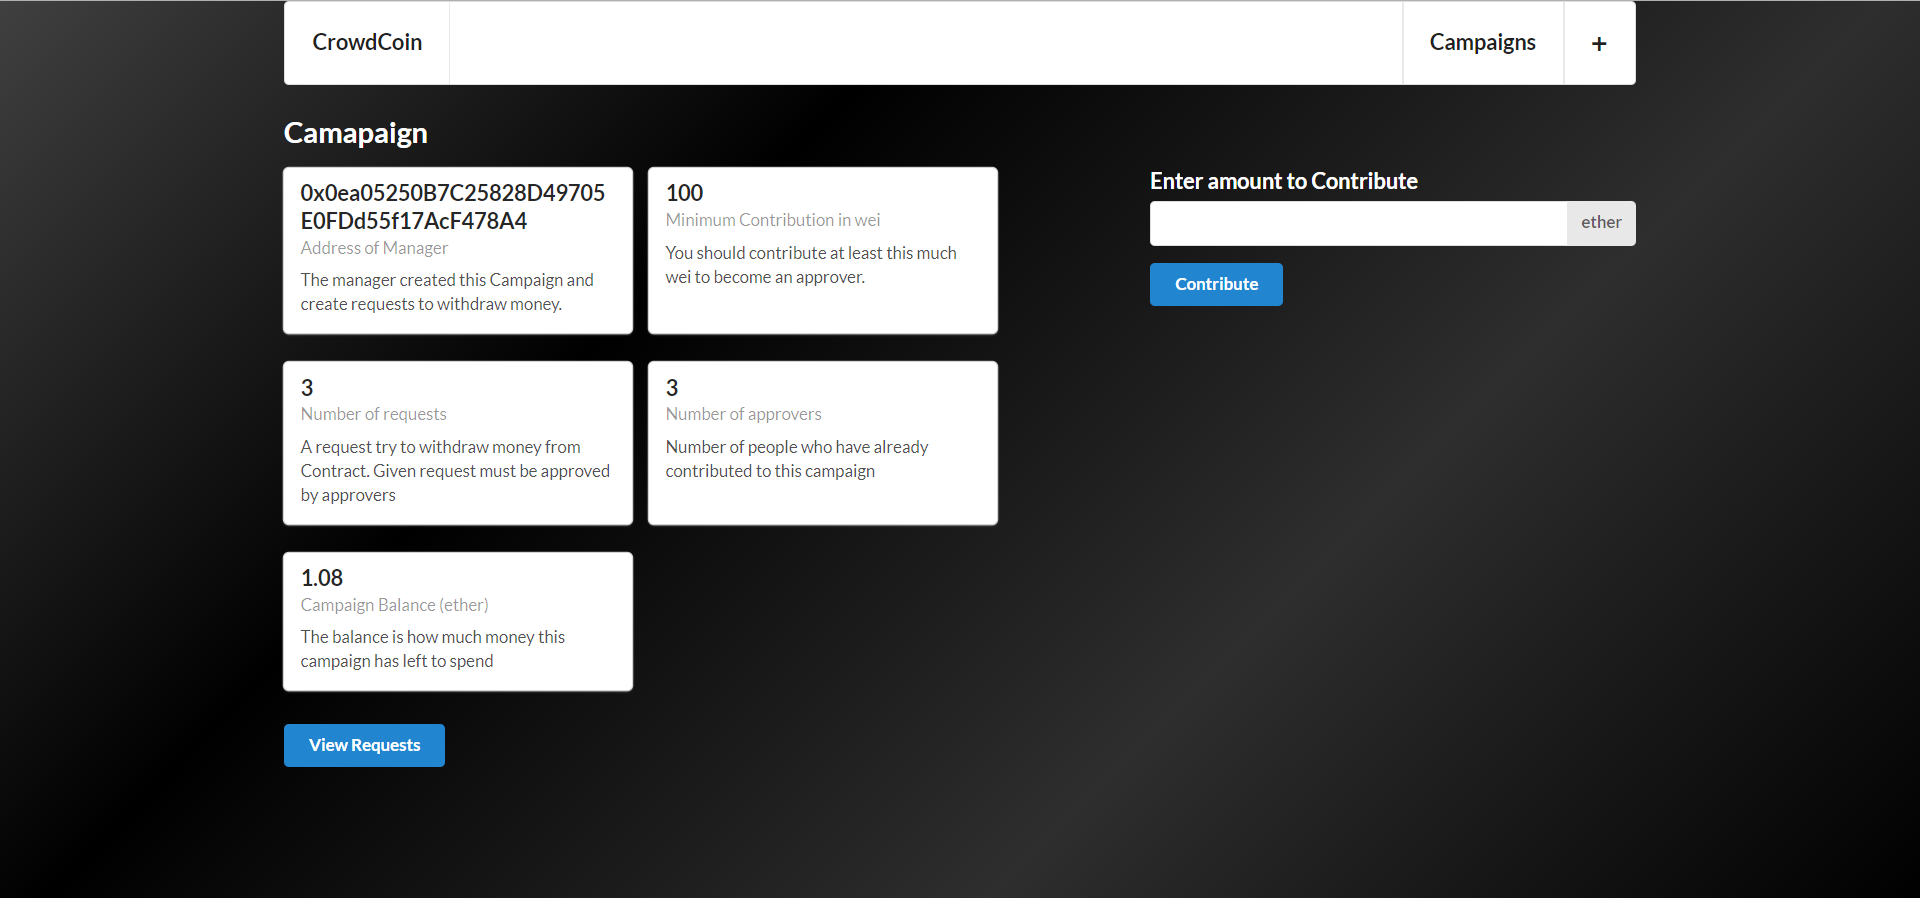 CrowdCoin
Campaigns
+
Camapaign
0x0ea05250B7C25828D49705
E0FDd55f17AcF478A4
Address of Manager
The manager created this Campaign and
create requests to withdraw money.
100
Minimum Contribution in wei
You should contribute at least this much
wei to become an approver.
3
Number of requests
A request try to withdraw money from
Contract. Given request must be approved
by approvers
3
Number of approvers
Number of people who have already
contributed to this campaign
1.08
Campaign Balance (ether)
The balance is how much money this
campaign has left to spend
View Requests
Enter amount to Contribute
ether
Contribute